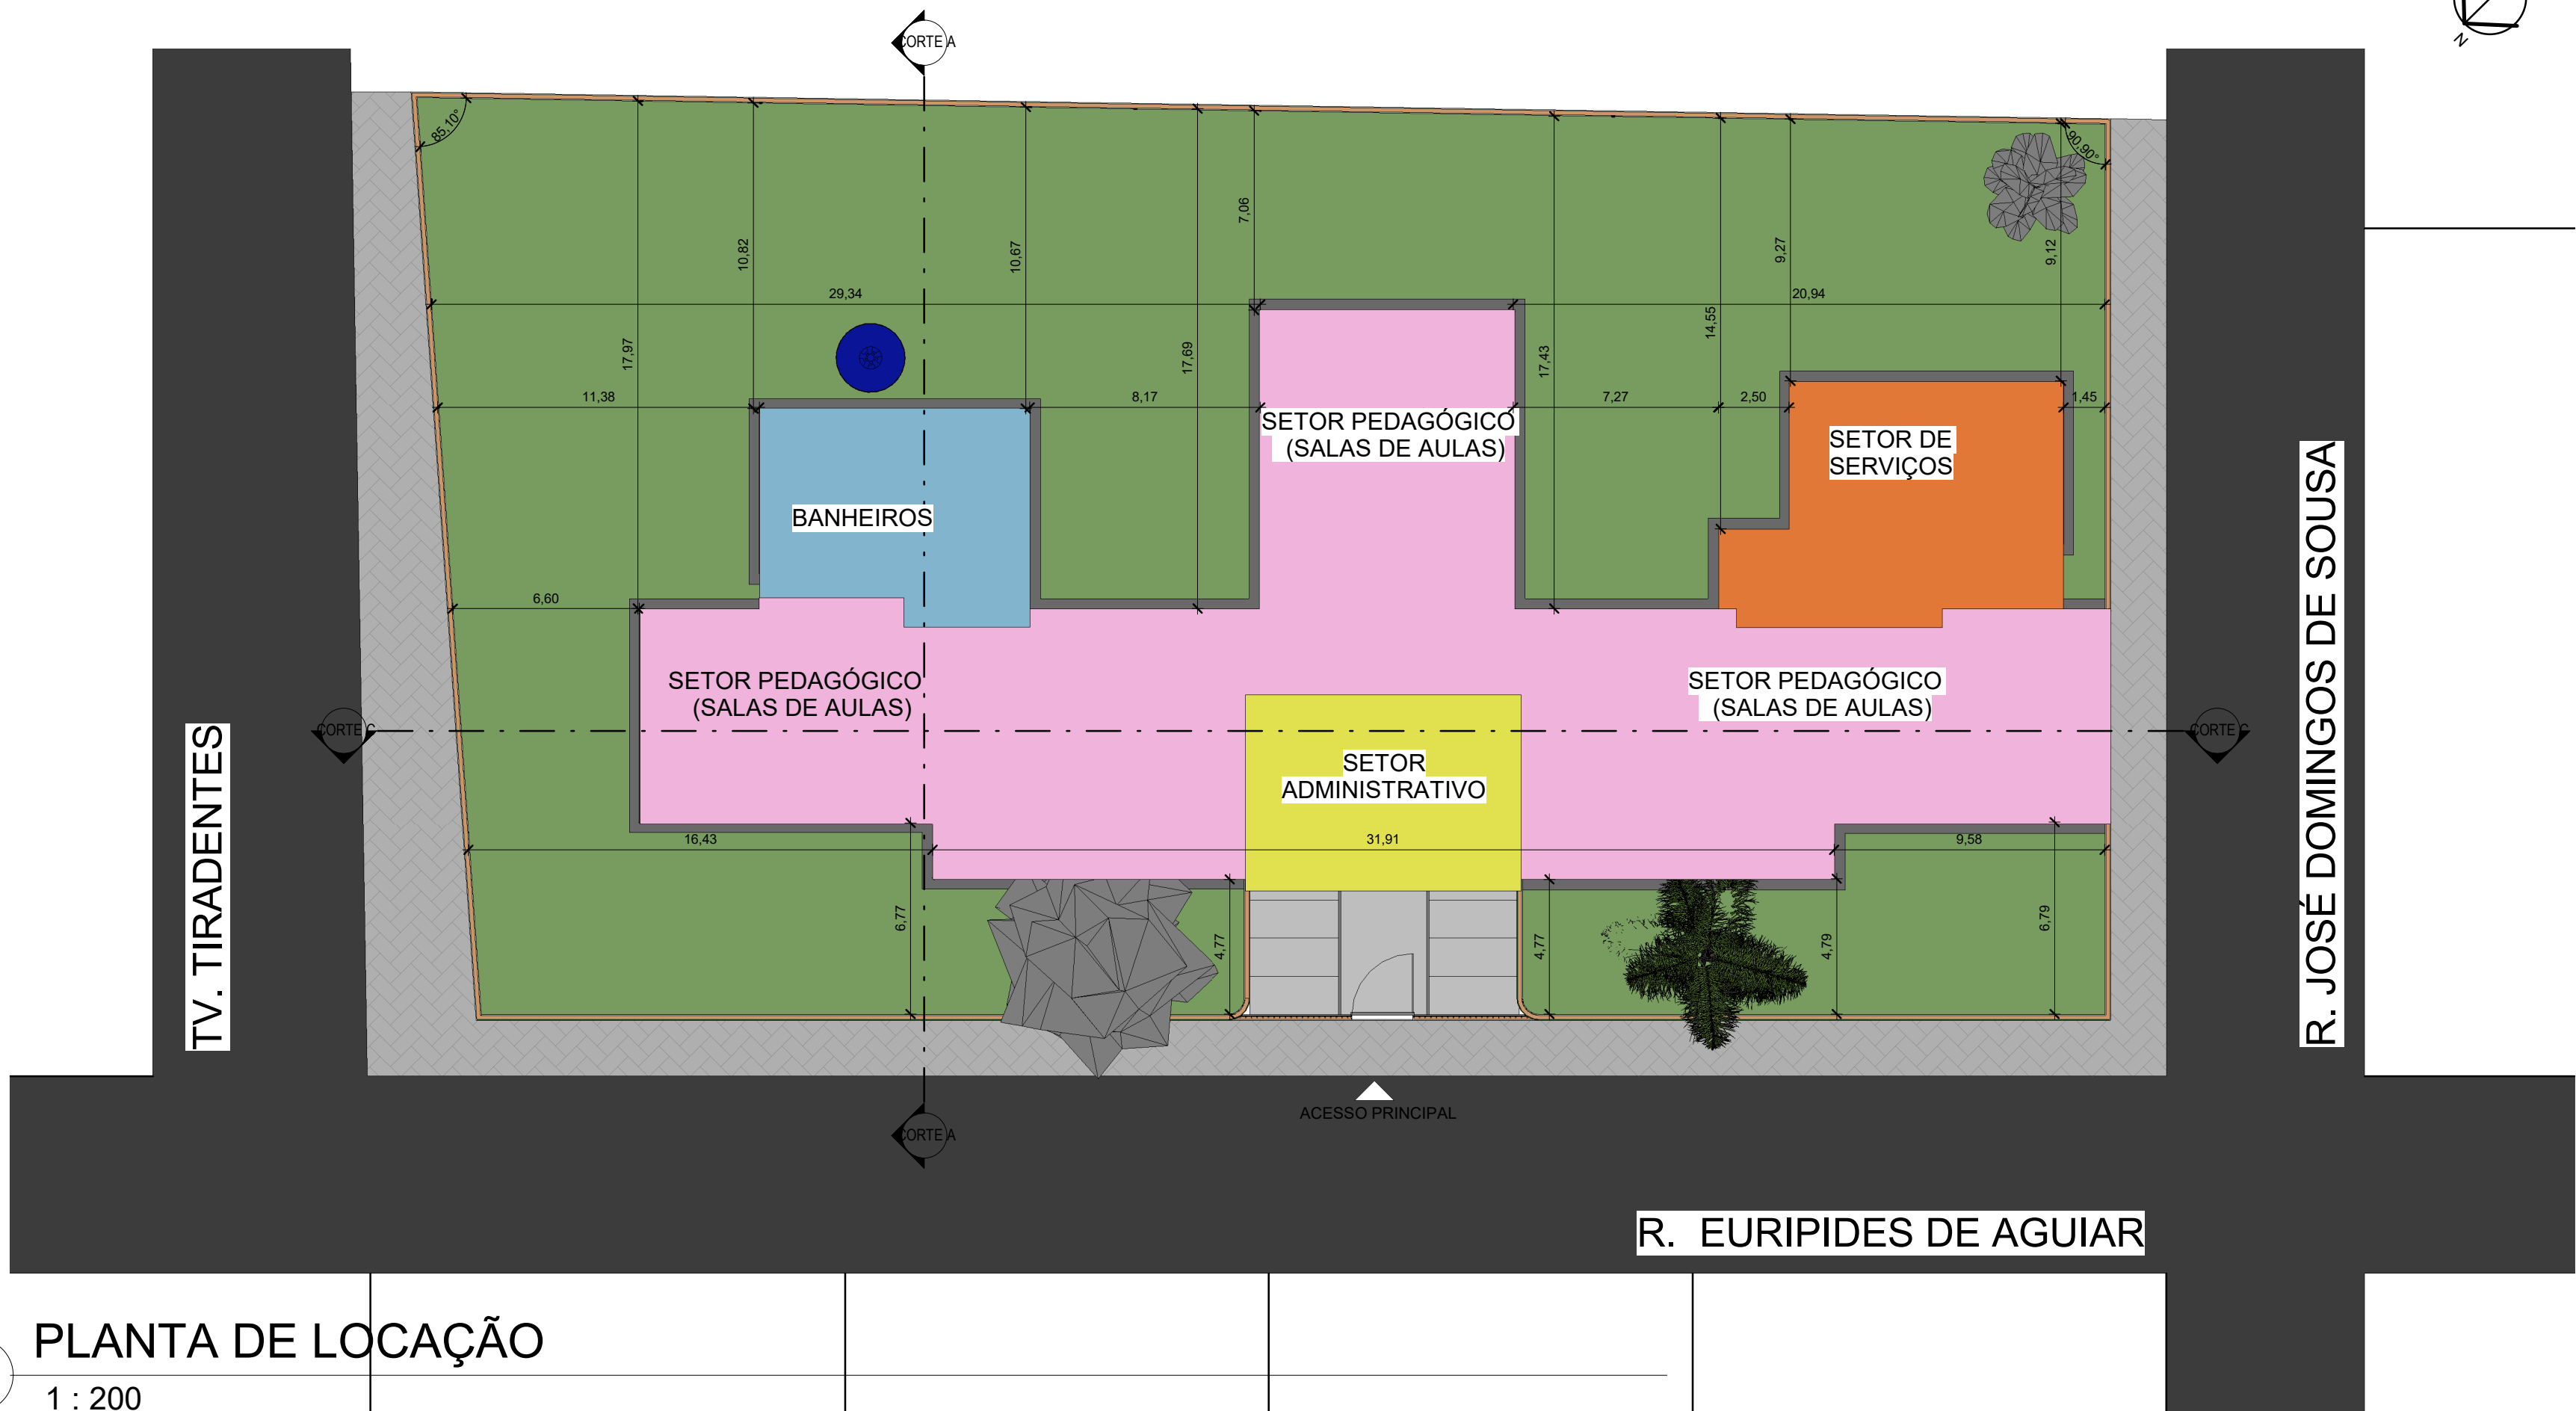 CORTE A
N
85,10°
90,90°
7,06
10,82
10,67
9,27
9,12
29,34
20,94
14,55
17,97
17,69
17,43
11,38
8,17
7,27
2,50
1,45
SETOR PEDAGÓGICO
(SALAS DE AULAS)
SETOR DE
SERVIÇOS
BANHEIROS
6,60
SETOR PEDAGÓGICO
(SALAS DE AULAS)
SETOR PEDAGÓGICO
(SALAS DE AULAS)
CORTE C
CORTE C
SETOR
ADMINISTRATIVO
16,43
31,91
9,58
6,77
4,77
4,77
4,79
6,79
TV. TIRADENTES
R. JOSÉ DOMINGOS DE SOUSA
ACESSO PRINCIPAL
CORTE A
R. EURIPIDES DE AGUIAR
PLANTA DE LOCAÇÃO
1 : 200